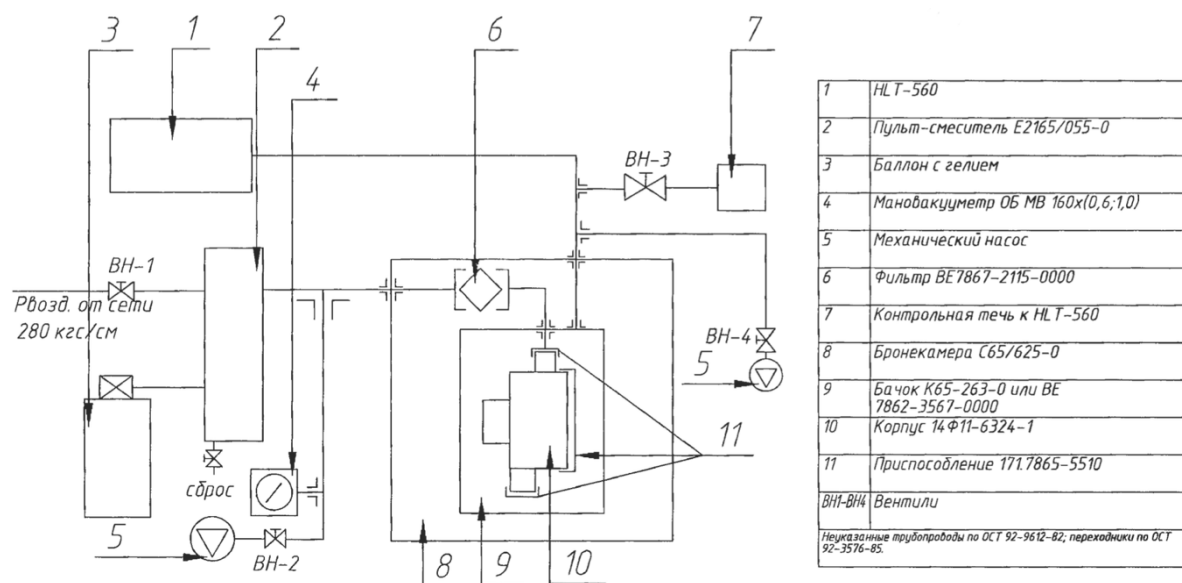 3
1
2
6
7
4
ВН-3
ВН-1
Рвозд. от сети
280 кгс/см
ВН-4
5
11
сброс
5
ВН-2
8
9
10
1 HLT-560
2 Пульт-смеситель Е2165/055-0
3 Баллон с гелием
4 Мановакууметр ОБ МВ 160х(0,6;1,0)
5 Механический насос
6 Фильтр ВЕ7867-2115-0000
7 Контрольная течь к HLT-560
8 Бронекамера С65/625-0
9 Бачок К65-263-0 или ВЕ
7862-3567-0000
10 Корпус 14Ф11-6324-1
11 Приспособление 171.7865-5510
ВН1-ВН4 Вентили
Неуказанные трубопроводы по ОСТ 92-9612-82; переходники по ОСТ
92-3576-85.